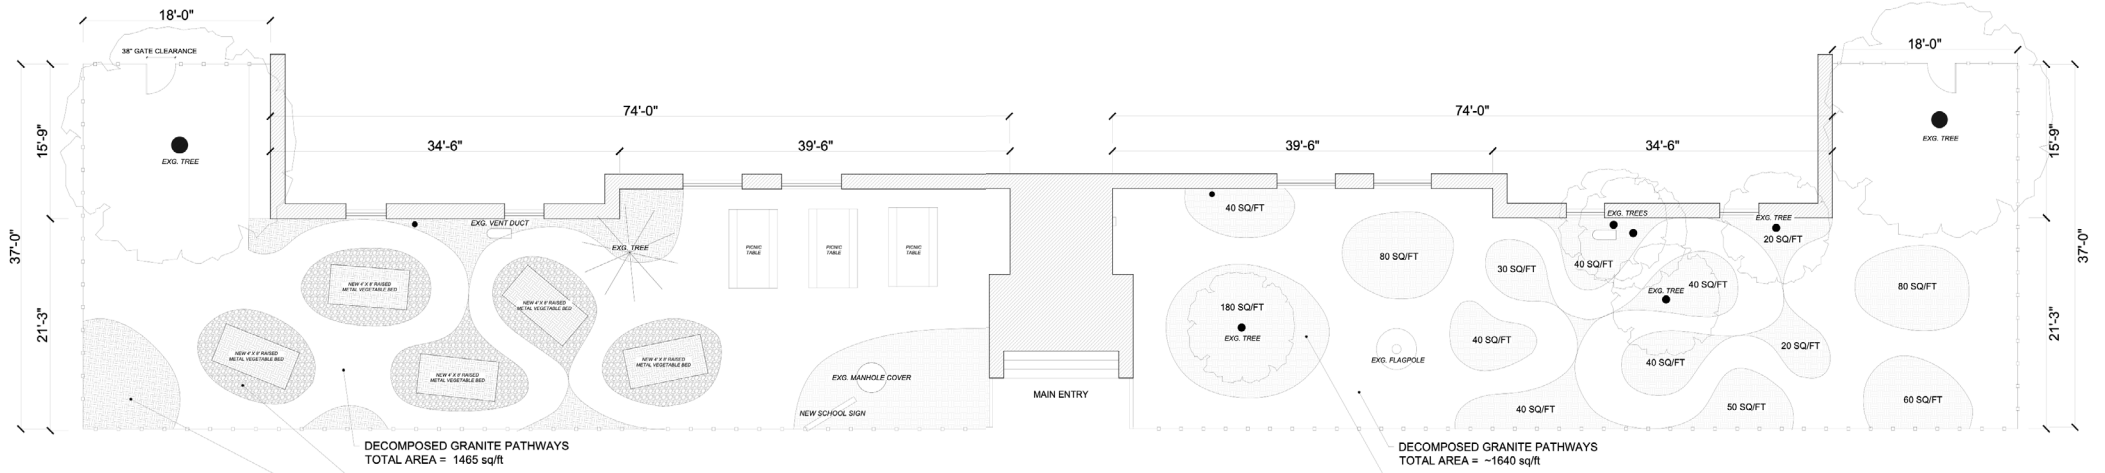 18'-0"
18'-0"
38" GATE CLEARANCE
74'-0"
74'-0"
34'-6"
39'-6"
39'-6"
34'-6"
15'-9"
15'-9"
EXG. TREE
EXG. TREE
37'-0"
37'-0"
21'-3"
21'-3"
EXG. VENT DUCT
EXG. TREE
PICNIC
TABLE
PICNIC
TABLE
PICNIC
TABLE
NEW 4' X 8' RAISED
METAL VEGETABLE BED
NEW 4' X 8' RAISED
METAL VEGETABLE BED
NEW 4' X 8' RAISED
METAL VEGETABLE BED
NEW 4' X 8' RAISED
METAL VEGETABLE BED
NEW 4' X 8' RAISED
METAL VEGETABLE BED
EXG. MANHOLE COVER
NEW SCHOOL SIGN
MAIN ENTRY
DECOMPOSED GRANITE PATHWAYS
TOTAL AREA = 1465 sq/ft
40 SQ/FT
80 SQ/FT
180 SQ/FT
EXG. TREE
EXG. FLAGPOLE
30 SQ/FT
40 SQ/FT
EXG. TREES
40 SQ/FT
EXG. TREE
20 SQ/FT
40 SQ/FT
EXG. TREE
20 SQ/FT
40 SQ/FT
40 SQ/FT
50 SQ/FT
80 SQ/FT
60 SQ/FT
DECOMPOSED GRANITE PATHWAYS
TOTAL AREA = ~1640 sq/ft